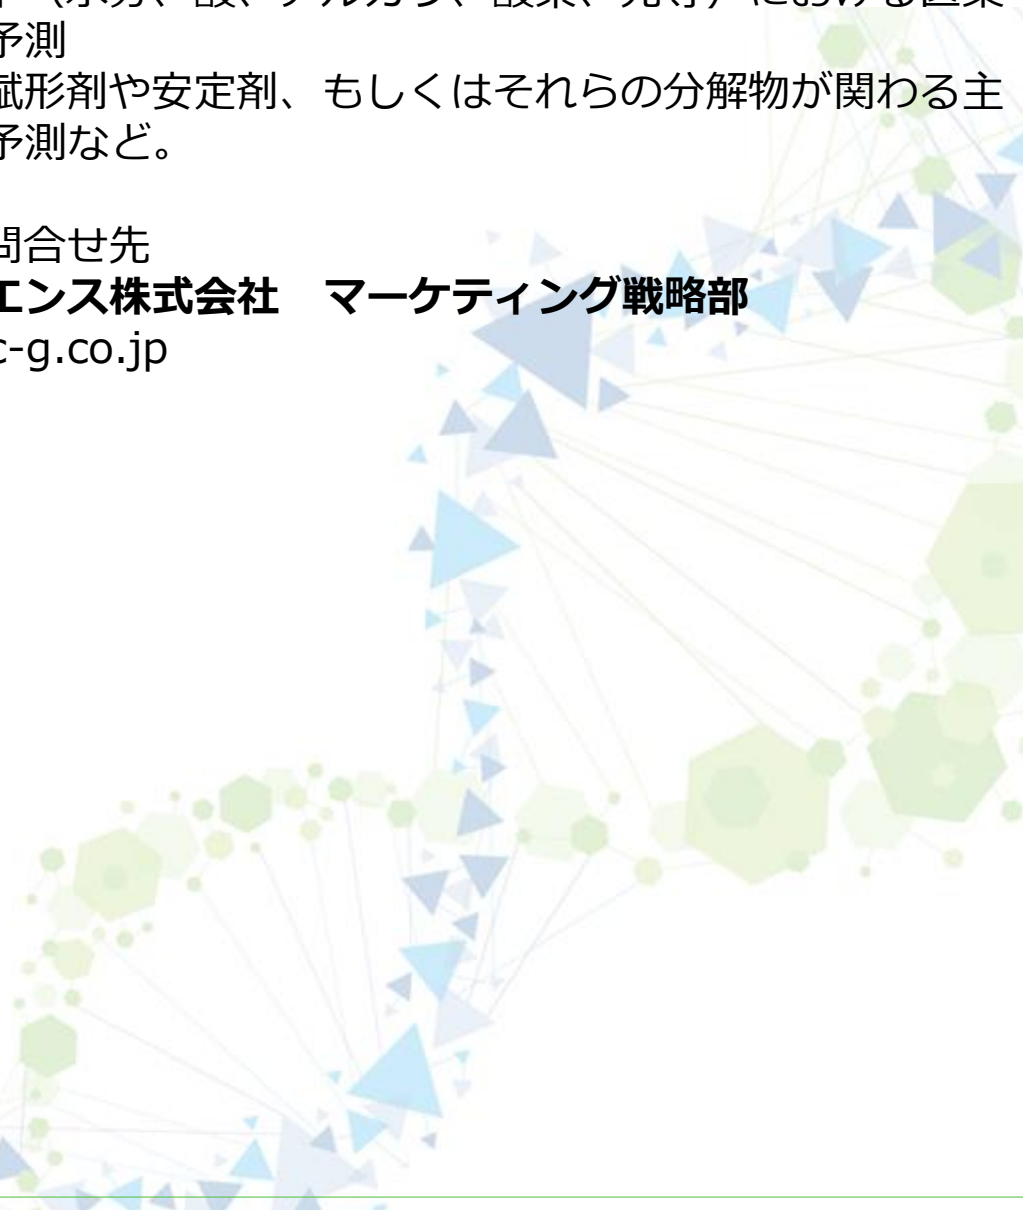 （水分、酸、アルカリ、酸素、光等）における医薬
予測
賦形剤や安定剤、もしくはそれらの分解物が関わる主
予測など。
問合せ先
エンス株式会社　マーケティング戦略部
c-g.co.jp